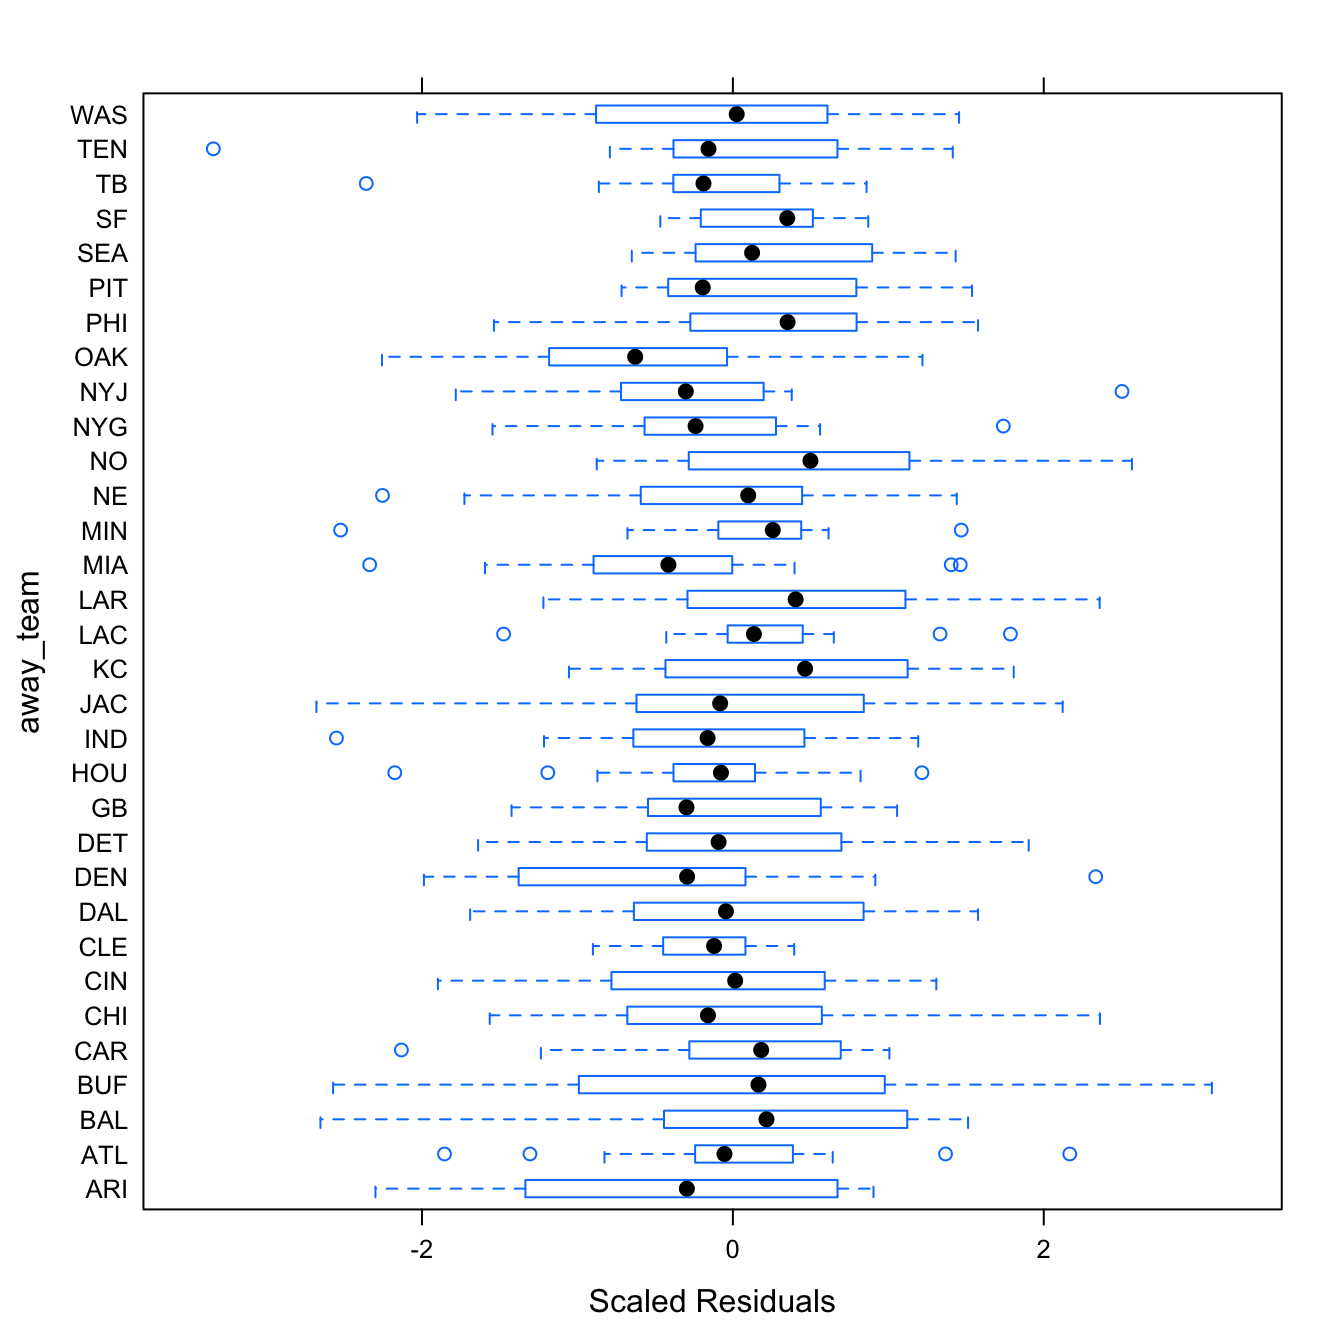 WAS
TEN
TB
SF
SEA
PIT
PHI
OAK
NYJ
NYG
NO
NE
MIN
MIA
LAR
LAC
KC
JAC
IND
HOU
GB
DET
DEN
DAL
CLE
CIN
CHI
CAR
BUF
BAL
ATL
ARI
away_team
-2 0 2
Scaled Residuals